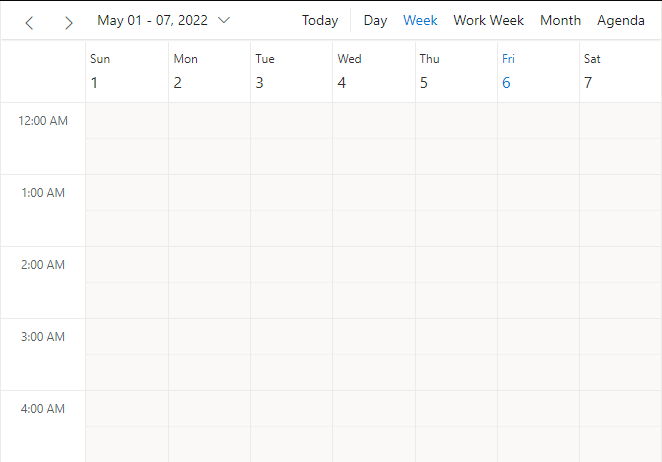 May 01 - 07, 2022 Today Day Week Work Week Month Agenda
Sun Mon Tue Wed Thu Fri Sat
1 2 3 4 5 6 7
12:00 AM
1:00 AM
2:00 AM
3:00 AM
4:00 AM